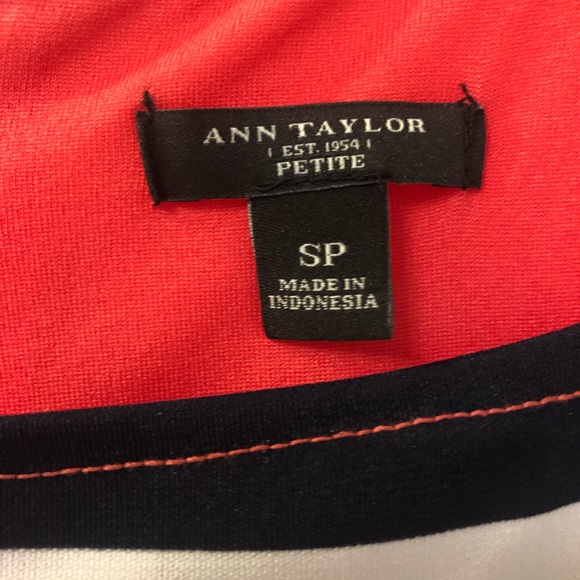 ANN TAYLOR
EST. 1954
PETITE
SP
MADE IN
INDONESIA